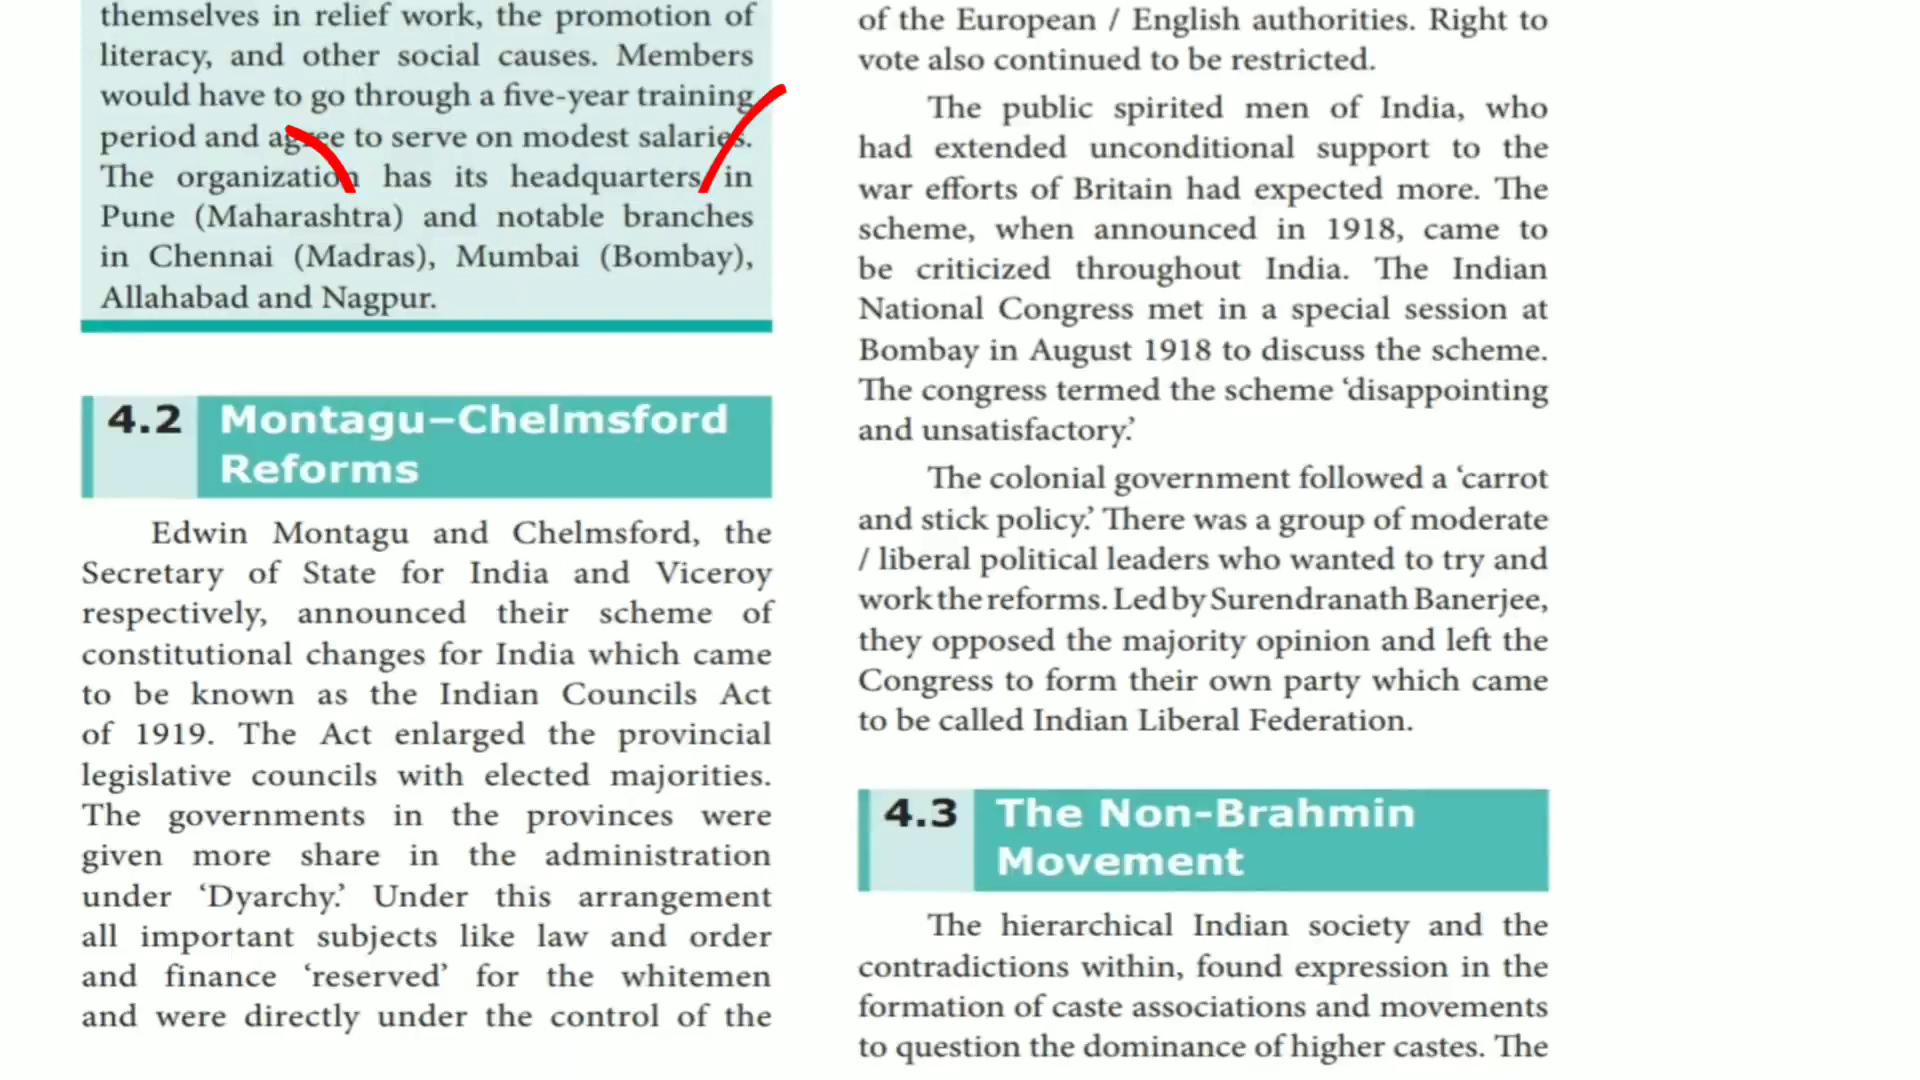 themselves in relief work, the promotion of
literacy, and other social causes. Members
would have to go through a five-year training
period and agree to serve on modest salaries.
The organization has its headquarters in
Pune (Maharashtra) and notable branches
in Chennai (Madras), Mumbai (Bombay),
Allahabad and Nagpur.
4.2 Montagu–Chelmsford
Reforms
Edwin Montagu and Chelmsford, the
Secretary of State for India and Viceroy
respectively, announced their scheme of
constitutional changes for India which came
to be known as the Indian Councils Act
of 1919. The Act enlarged the provincial
legislative councils with elected majorities.
The governments in the provinces were
given more share in the administration
under ‘Dyarchy.’ Under this arrangement
all important subjects like law and order
and finance ‘reserved’ for the whitemen
and were directly under the control of the
of the European / English authorities. Right to
vote also continued to be restricted.
The public spirited men of India, who
had extended unconditional support to the
war efforts of Britain had expected more. The
scheme, when announced in 1918, came to
be criticized throughout India. The Indian
National Congress met in a special session at
Bombay in August 1918 to discuss the scheme.
The congress termed the scheme ‘disappointing
and unsatisfactory.’
The colonial government followed a ‘carrot
and stick policy.’ There was a group of moderate
/ liberal political leaders who wanted to try and
work the reforms. Led by Surendranath Banerjee,
they opposed the majority opinion and left the
Congress to form their own party which came
to be called Indian Liberal Federation.
4.3 The Non-Brahmin
Movement
The hierarchical Indian society and the
contradictions within, found expression in the
formation of caste associations and movements
to question the dominance of higher castes. The